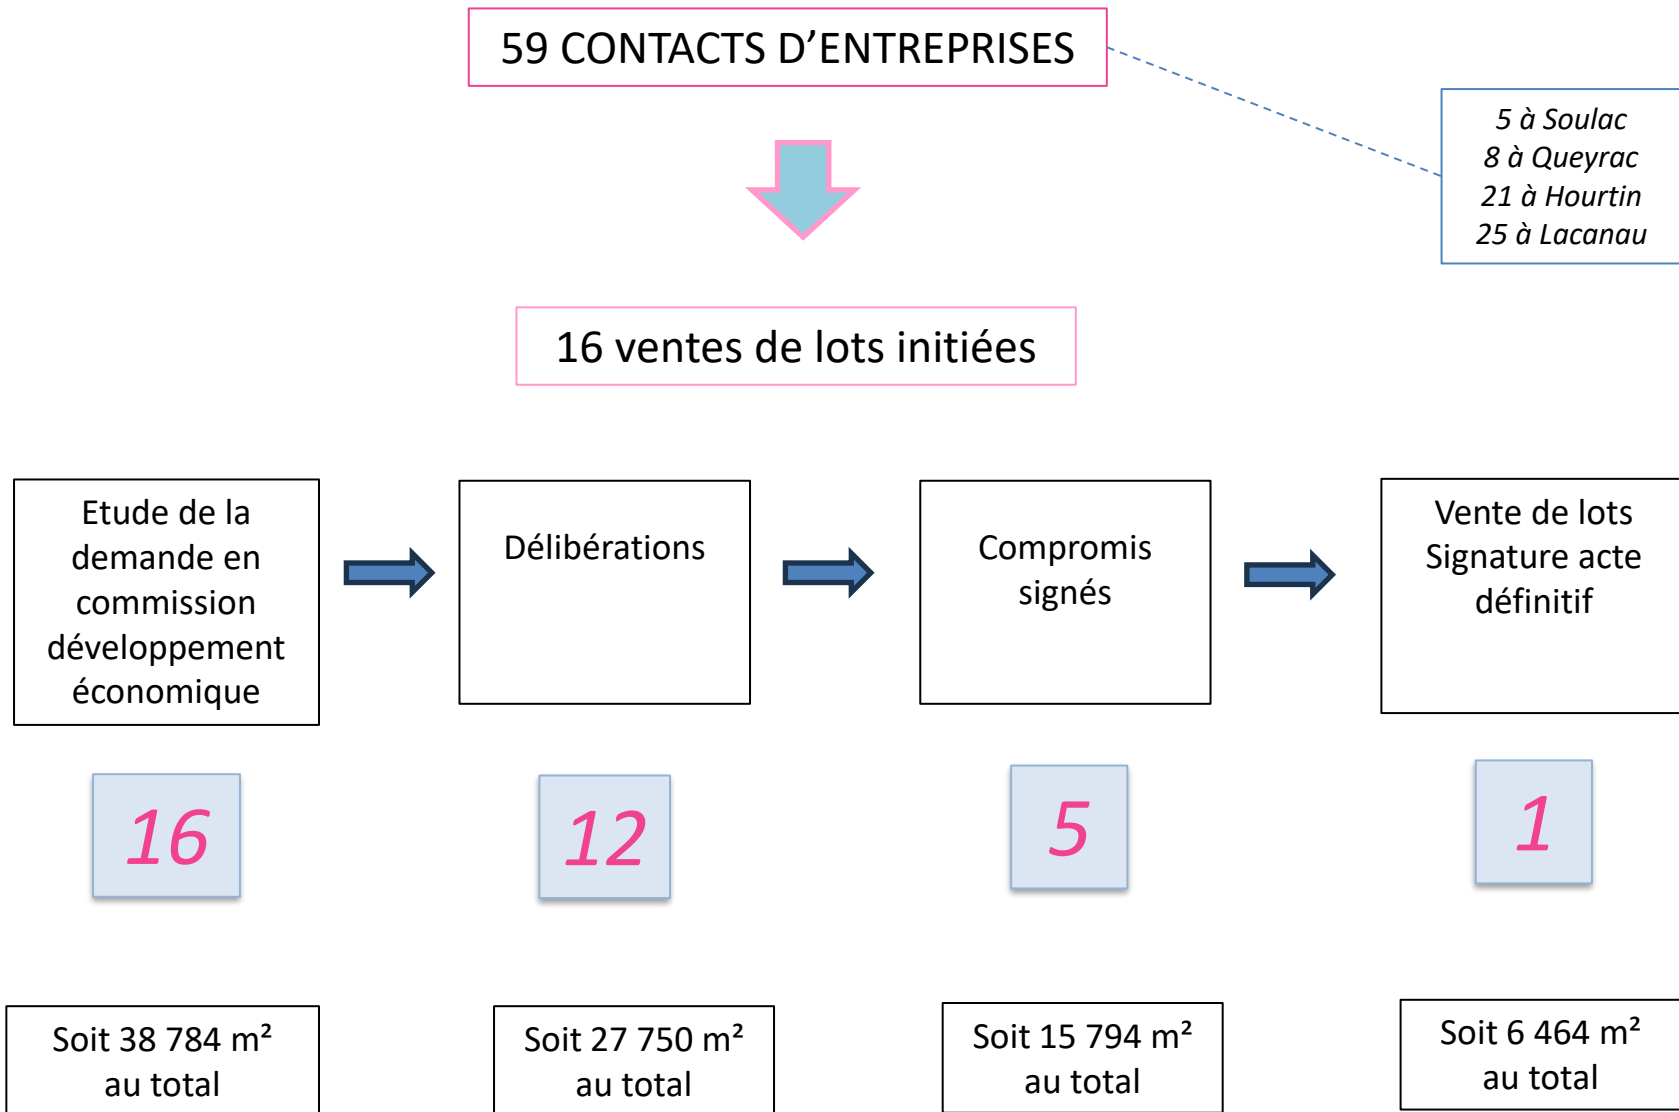 59 CONTACTS D’ENTREPRISES
5 à Soulac
8 à Queyrac
21 à Hourtin
25 à Lacanau
16 ventes de lots initiées
Etude de la
demande en
commission
développement
économique
Délibérations
Compromis
signés
Vente de lots
Signature acte
définitif
16
12
5
1
Soit 38 784 m²
au total
Soit 27 750 m²
au total
Soit 15 794 m²
au total
Soit 6 464 m²
au total